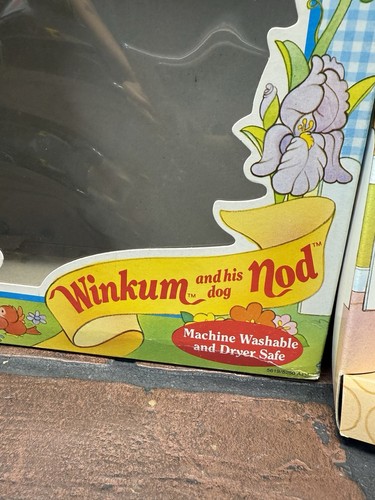 Winkum™ and his dog Nod™
Machine Washable
and Dryer Safe